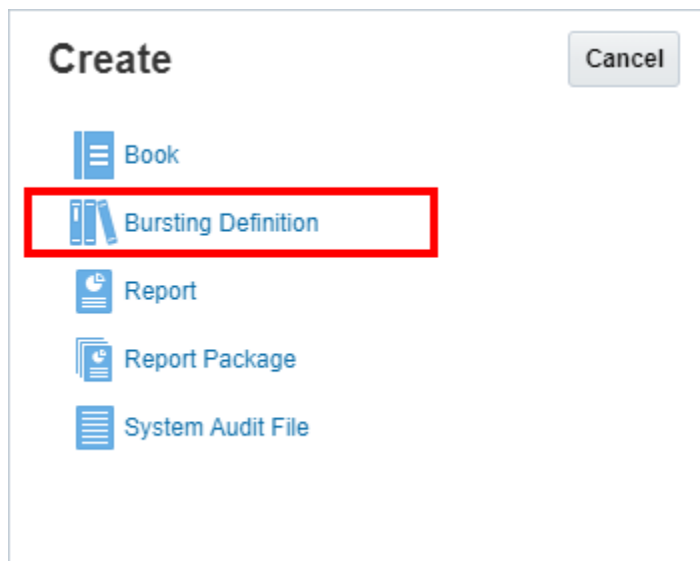 Create
Cancel
Book
Bursting Definition
Report
Report Package
System Audit File